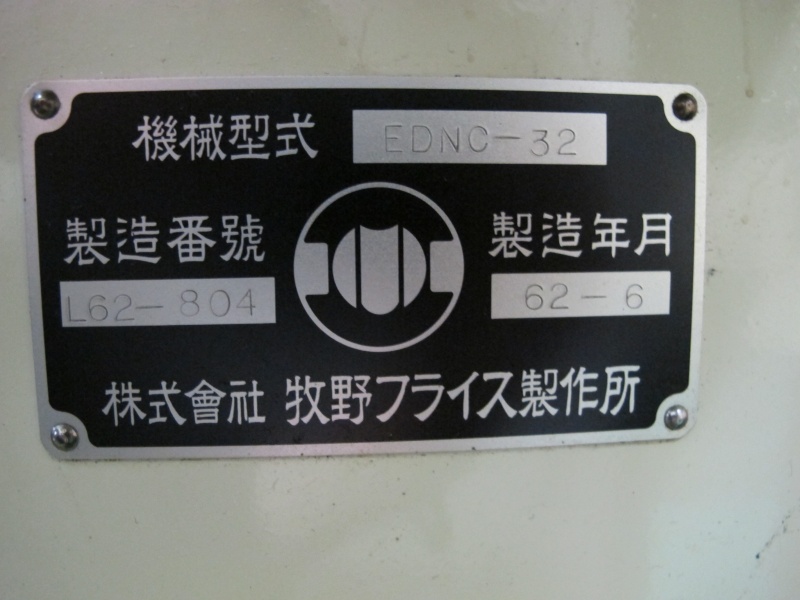 機械型式 EDNC-32
製造番號 製造年月
L62-804 62-6
株式會社 牧野フライス製作所